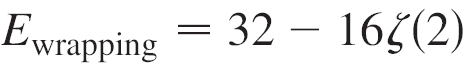 E_wrapping = 32 − 16ζ(2)